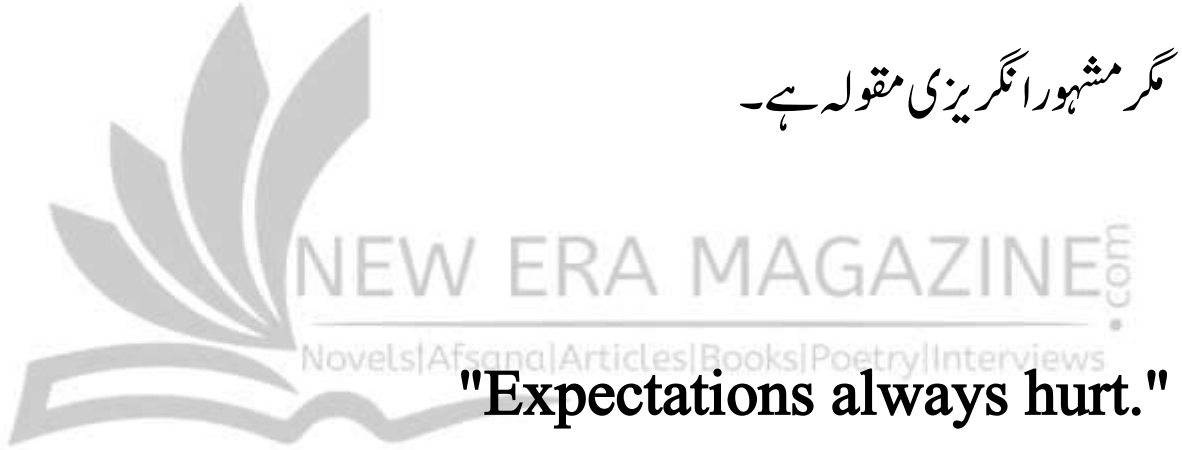 مگر مشہور انگریزی مقولہ ہے۔
NEW ERA MAGAZINE.com
Novels|Afsana|Articles|Books|Poetry|Interviews
"Expectations always hurt."